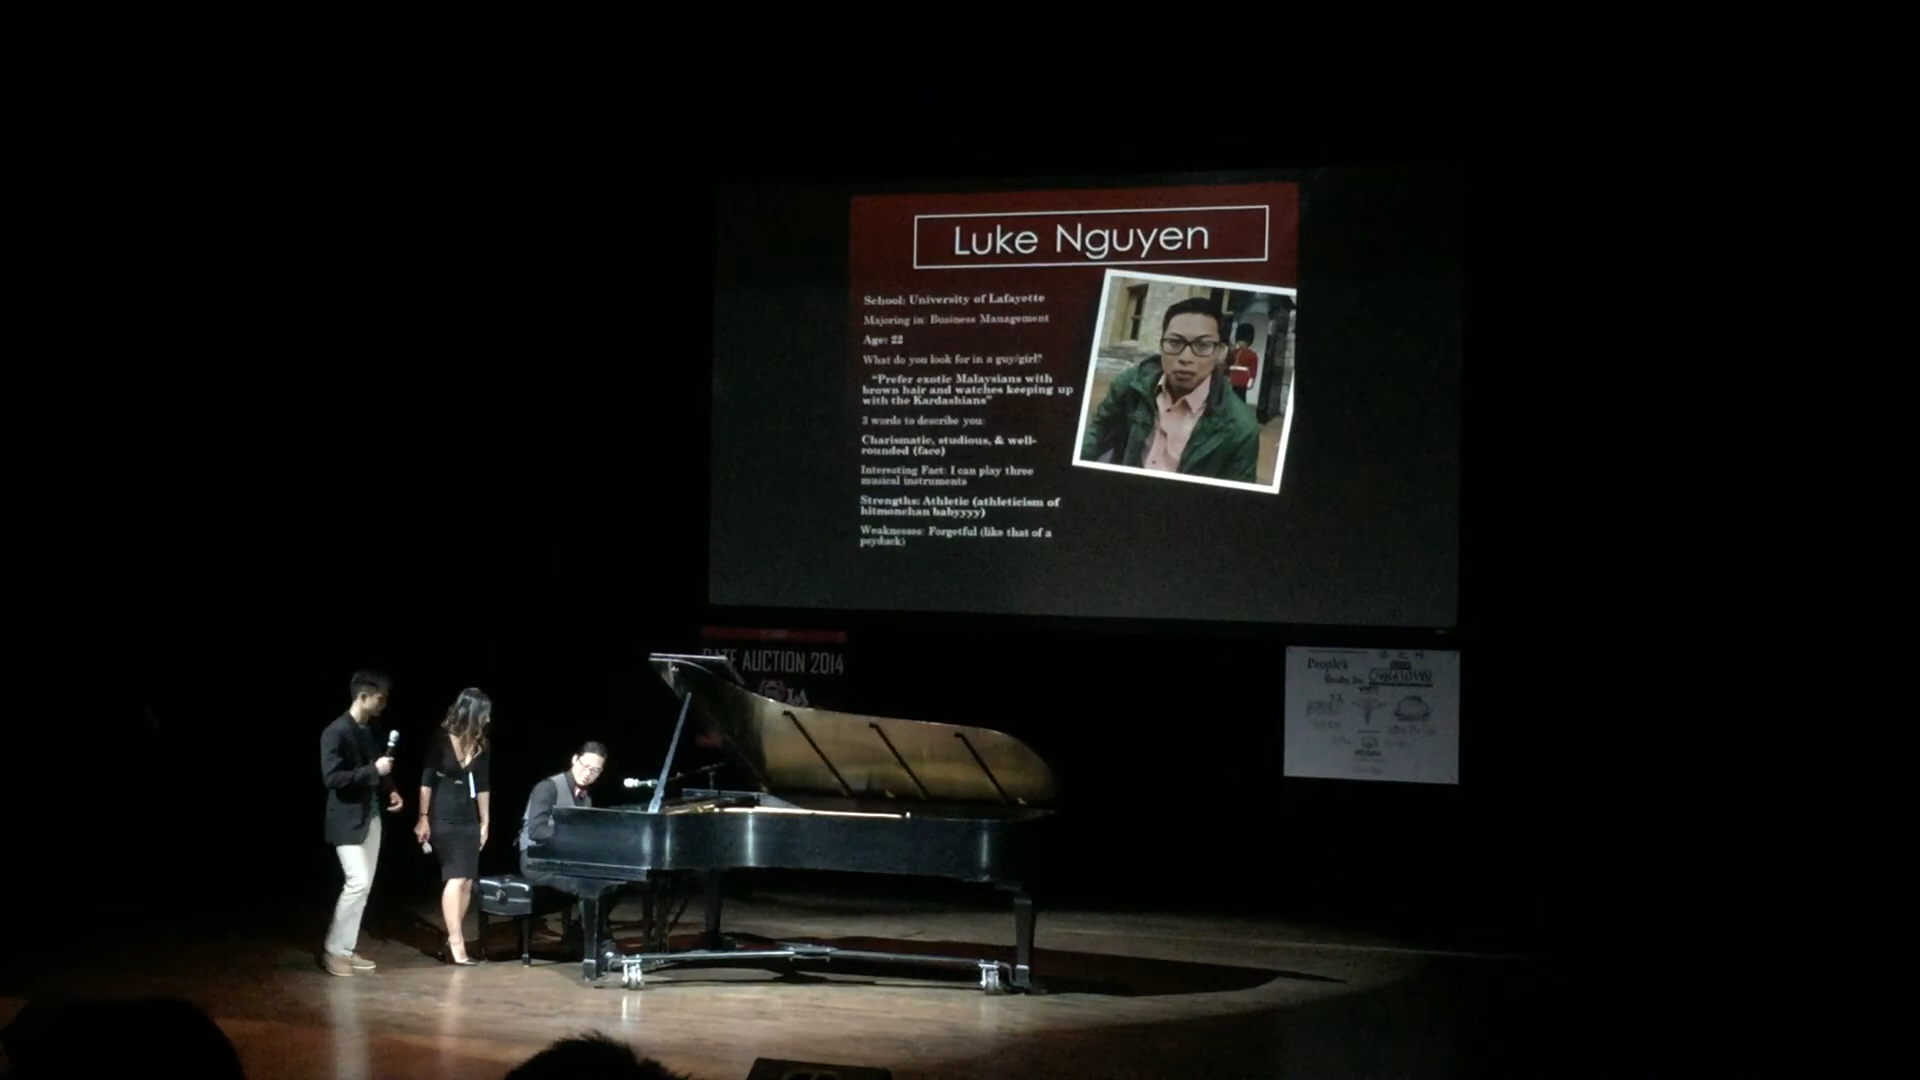 Luke Nguyen
School: University of Lafayette
Majoring in: Business Management
Age: 22
What do you look for in a guy/girl?
"Prefer exotic Malaysians with
brown hair and watches keeping up
with the Kardashians"
3 words to describe you:
Charismatic, studious, & well-
rounded (face)
Interesting Fact: I can play three
musical instruments
Strengths: Athletic (athleticism of
hitmonchan babyyyy)
Weaknesses: Forgetful (like that of a
psyduck)
DATE AUCTION 2014
People's